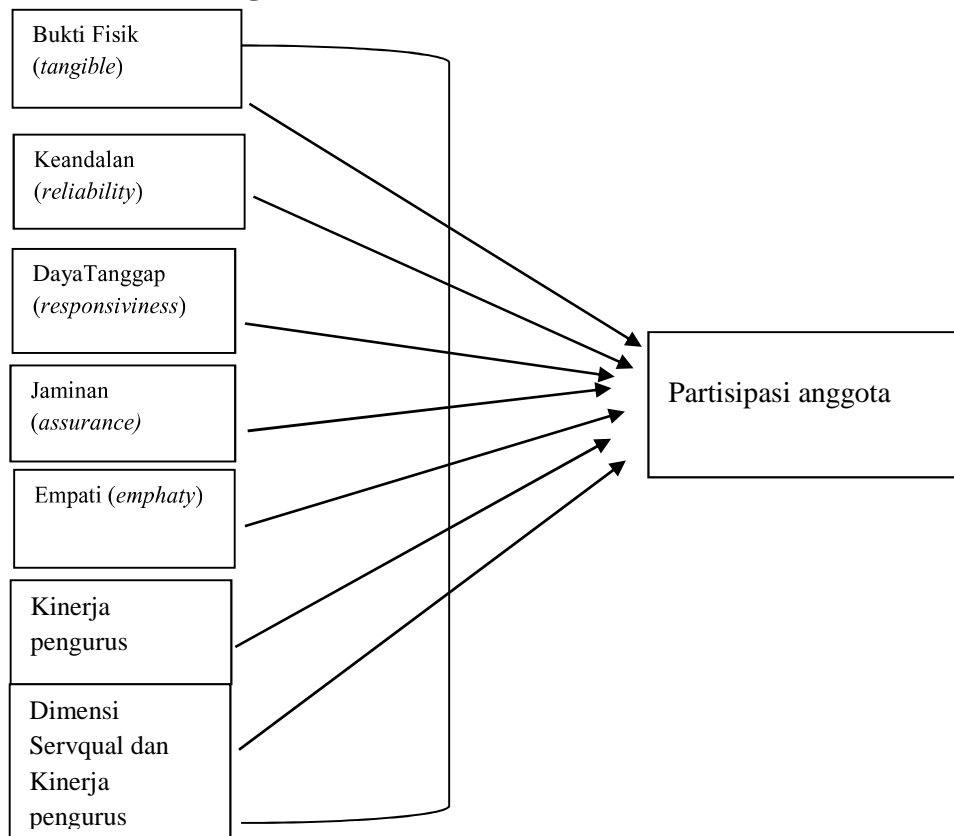 Bukti Fisik
(tangible)
Keandalan
(reliability)
DayaTanggap
(responsiviness)
Jaminan
(assurance)
Empati (emphaty)
Kinerja
pengurus
Dimensi
Servqual dan
Kinerja
pengurus
Partisipasi anggota